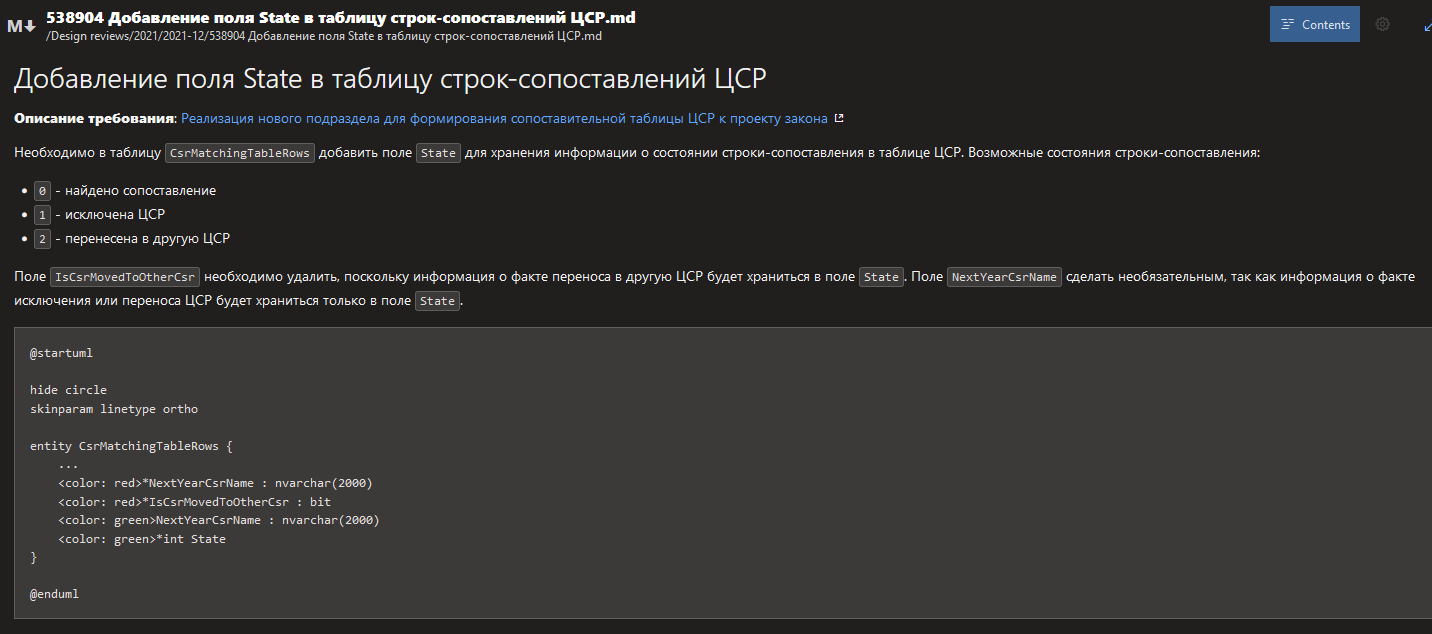 M↓ 538904 Добавление поля State в таблицу строк-сопоставлений ЦСР.md
/Design reviews/2021/2021-12/538904 Добавление поля State в таблицу строк-сопоставлений ЦСР.md
Contents
Добавление поля State в таблицу строк-сопоставлений ЦСР
Описание требования: Реализация нового подраздела для формирования сопоставительной таблицы ЦСР к проекту закона
Необходимо в таблицу CsrMatchingTableRows добавить поле State для хранения информации о состоянии строки-сопоставления в таблице ЦСР. Возможные состояния строки-сопоставления:
• 0 - найдено сопоставление
• 1 - исключена ЦСР
• 2 - перенесена в другую ЦСР
Поле IsCsrMovedToOtherCsr необходимо удалить, поскольку информация о факте переноса в другую ЦСР будет храниться в поле State. Поле NextYearCsrName сделать необязательным, так как информация о факте
исключения или переноса ЦСР будет храниться только в поле State.
@startuml
hide circle
skinparam linetype ortho
entity CsrMatchingTableRows {
...
<color: red>*NextYearCsrName : nvarchar(2000)
<color: red>*IsCsrMovedToOtherCsr : bit
<color: green>NextYearCsrName : nvarchar(2000)
<color: green>*int State
}
@enduml